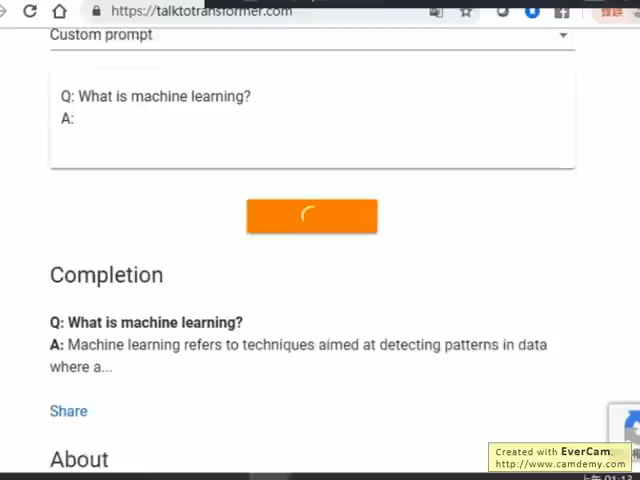 https://talktotransformer.com
Custom prompt
Q: What is machine learning?
A:
Completion
Q: What is machine learning?
A: Machine learning refers to techniques aimed at detecting patterns in data
where a...
Share
About
Created with EverCam.
http://www.camdemy.com